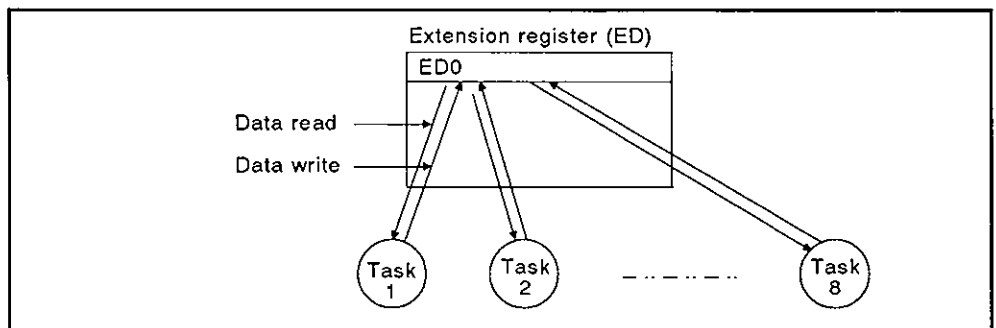 Extension register (ED)
ED0
Data read
Data write
Task
1
Task
2
Task
8